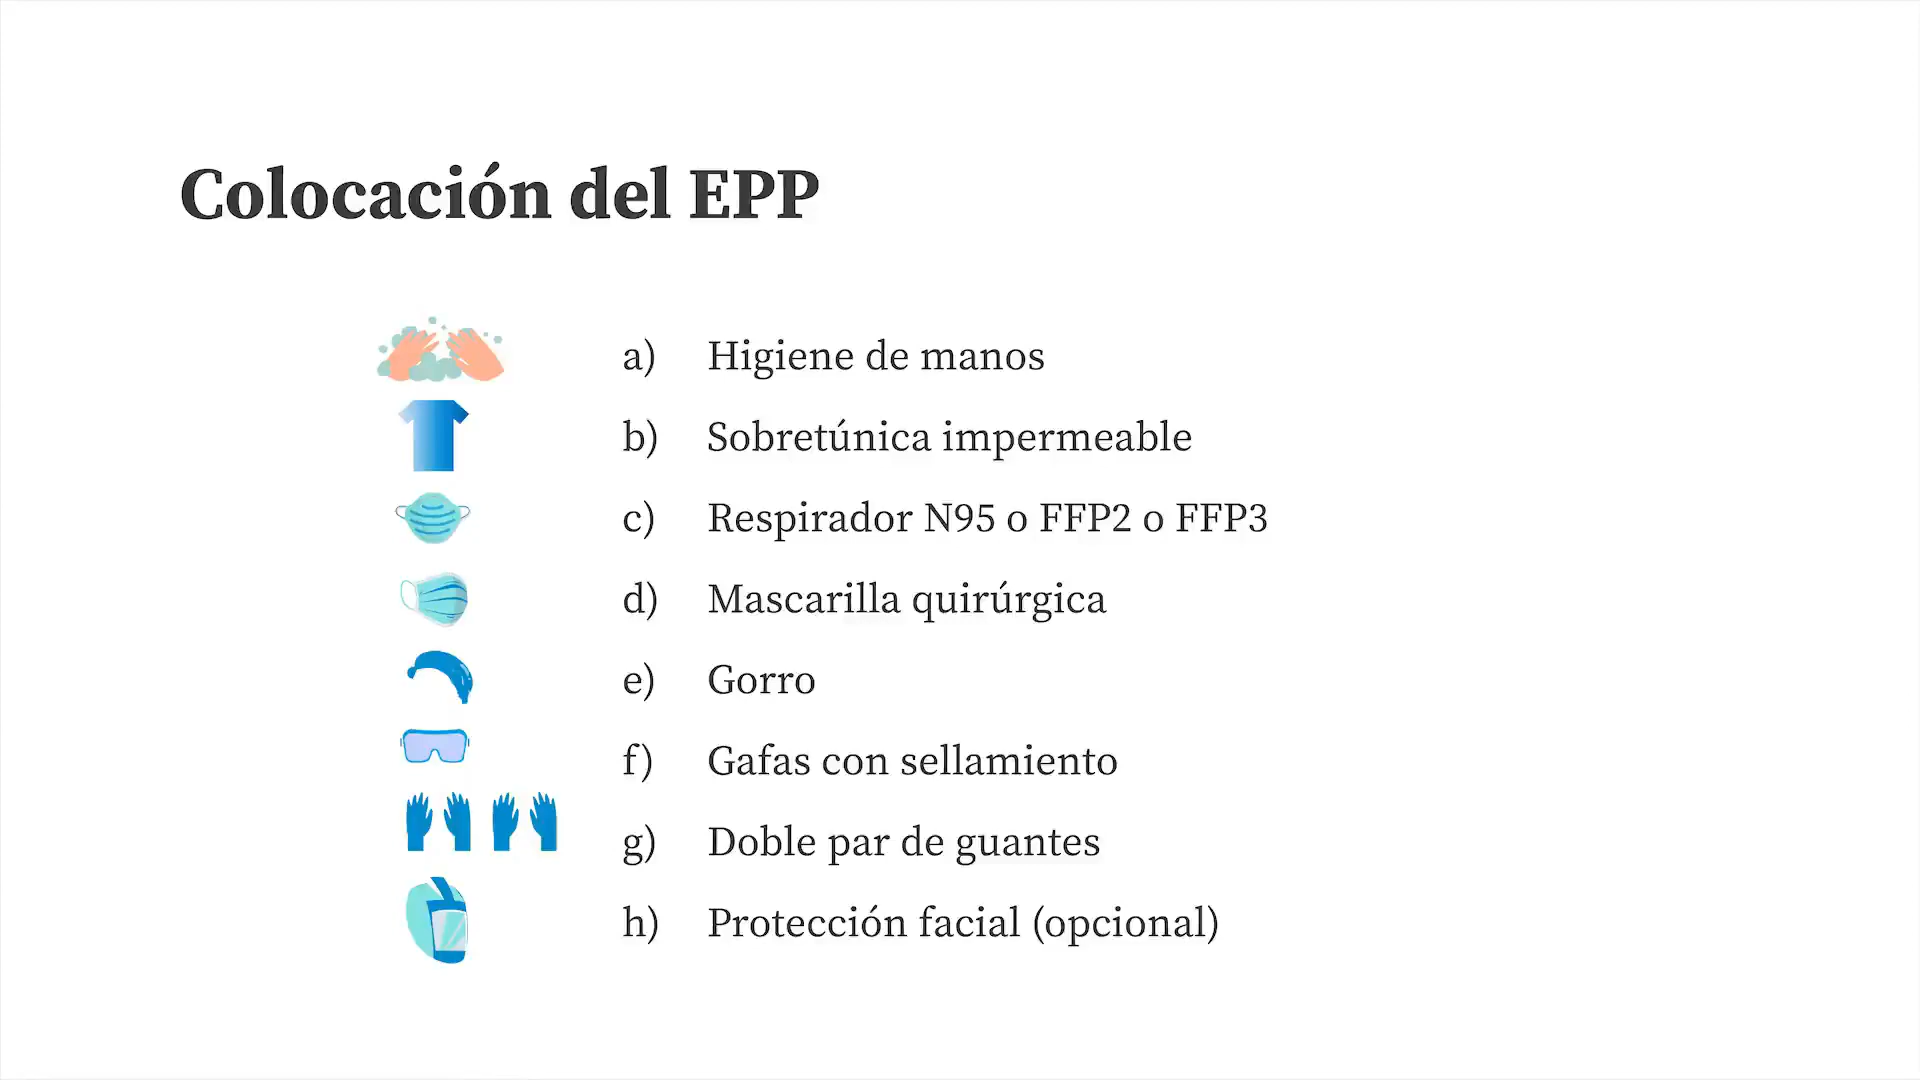 Colocación del EPP
a) Higiene de manos
b) Sobretúnica impermeable
c) Respirador N95 o FFP2 o FFP3
d) Mascarilla quirúrgica
e) Gorro
f) Gafas con sellamiento
g) Doble par de guantes
h) Protección facial (opcional)